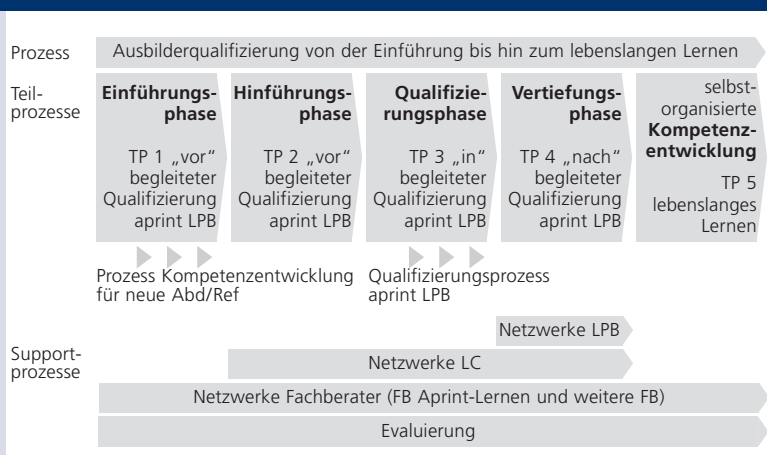 Prozess
Ausbilderqualifizierung von der Einführung bis hin zum lebenslangen Lernen
Teil-
prozesse
Einführungs-
phase
TP 1 „vor“
begleiteter
Qualifizierung
aprint LPB
Hinführungs-
phase
TP 2 „vor“
begleiteter
Qualifizierung
aprint LPB
Qualifizie-
rungsphase
TP 3 „in“
begleiteter
Qualifizierung
aprint LPB
Vertiefungs-
phase
TP 4 „nach“
begleiteter
Qualifizierung
aprint LPB
selbst-
organisierte
Kompetenz-
entwicklung
TP 5
lebenslanges
Lernen
Prozess Kompetenzentwicklung
für neue Abd/Ref
Qualifizierungsprozess
aprint LPB
Support-
prozesse
Netzwerke LPB
Netzwerke LC
Netzwerke Fachberater (FB Aprint-Lernen und weitere FB)
Evaluierung